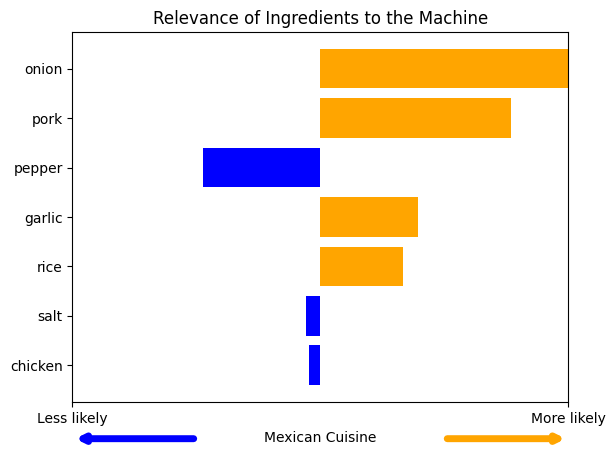 Relevance of Ingredients to the Machine
onion
pork
pepper
garlic
rice
salt
chicken
Less likely
More likely
Mexican Cuisine